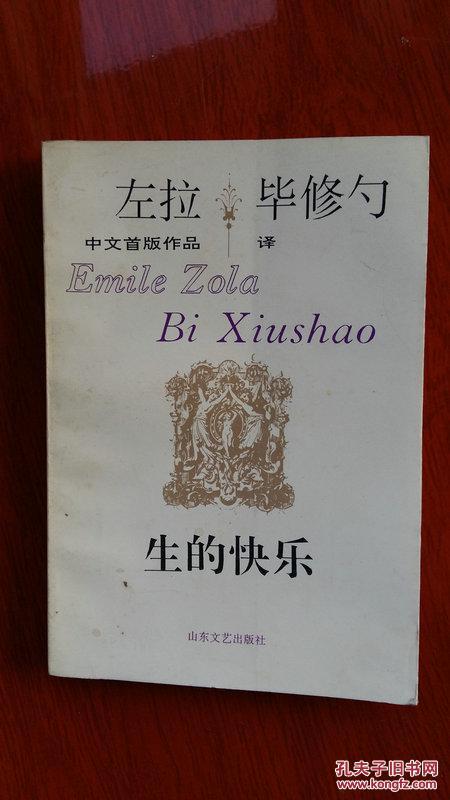 左拉 毕修勺
中文首版作品 译
Emile Zola
Bi Xiushao
生的快乐
山东文艺出版社
孔夫子旧书网
kongfz.com